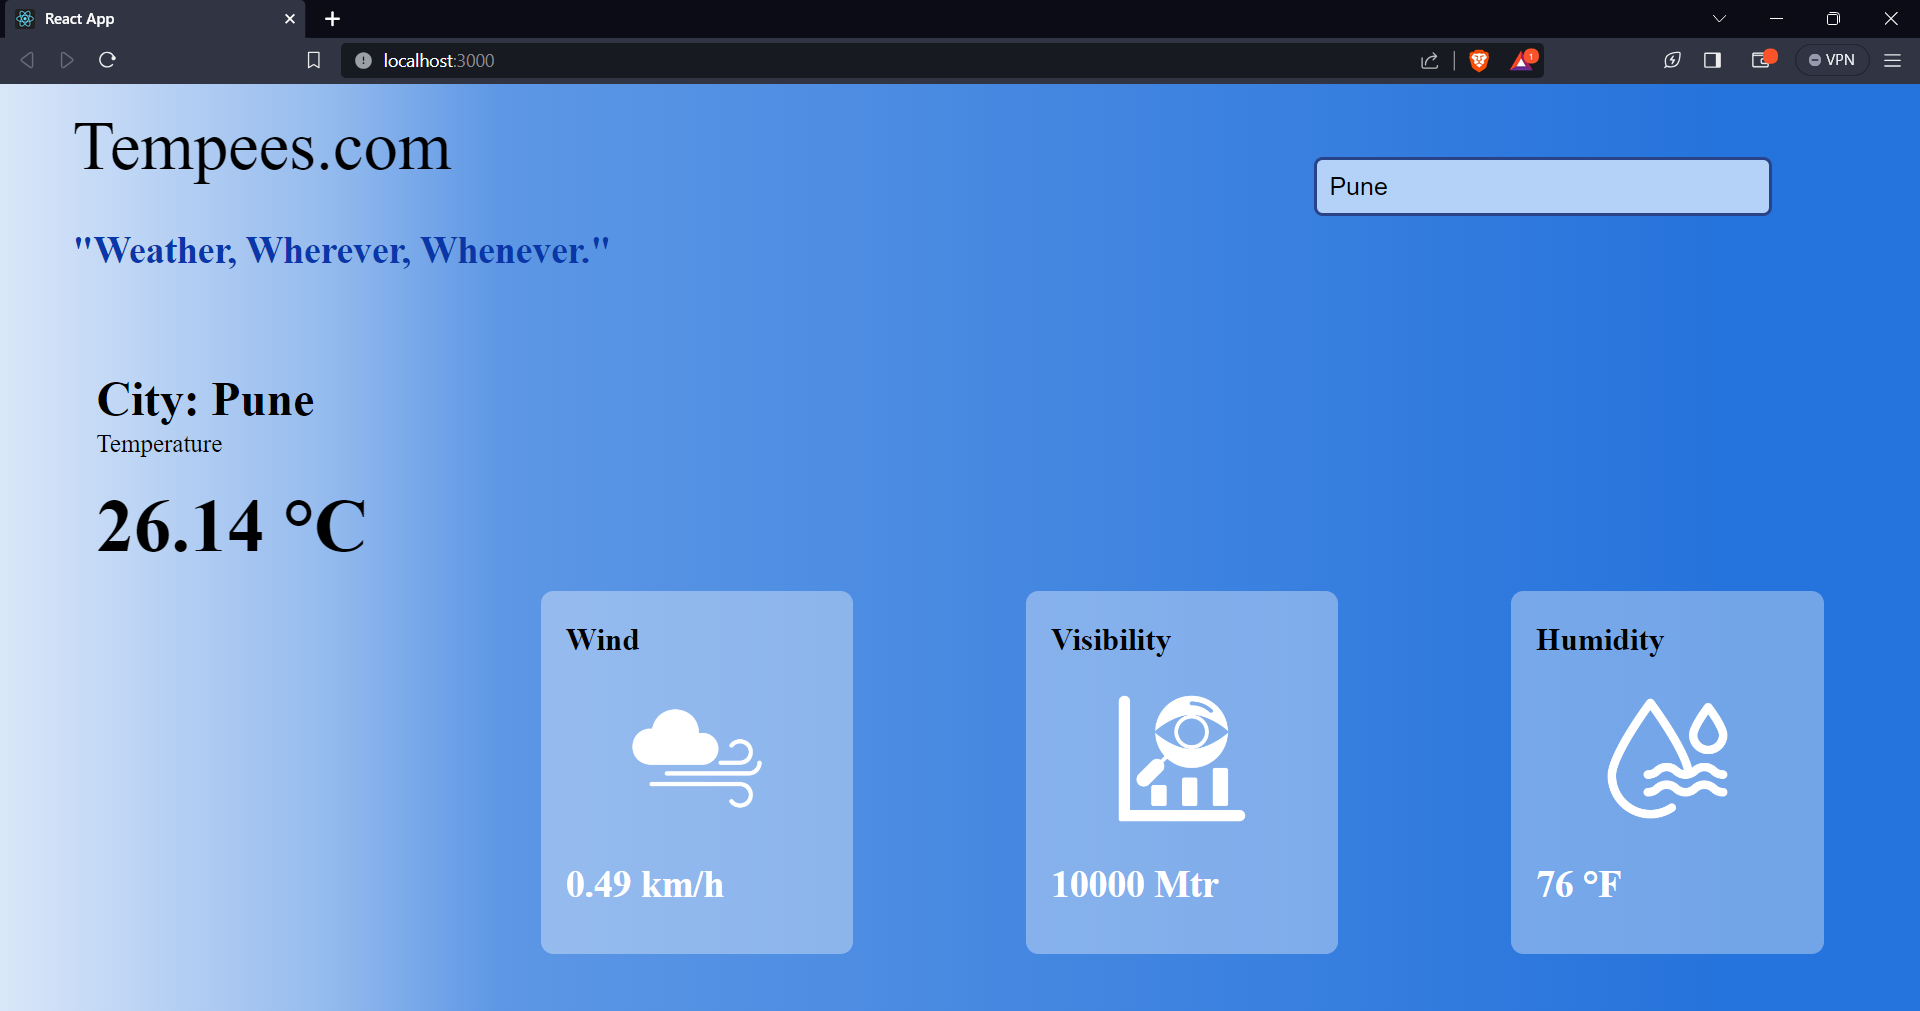 React App
localhost:3000
1
VPN
Tempees.com
Pune
"Weather, Wherever, Whenever."
City: Pune
Temperature
26.14 °C
Wind
0.49 km/h
Visibility
10000 Mtr
Humidity
76 °F